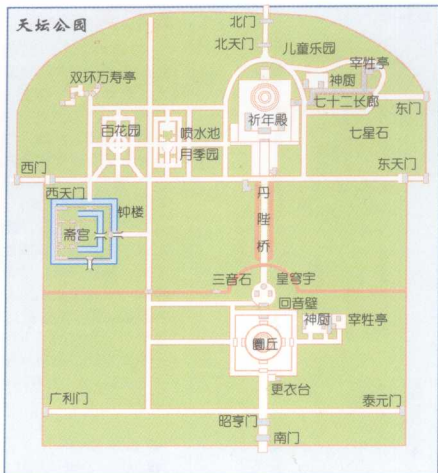 天坛公园
北门
北天门
儿童乐园
宰牲亭
双环万寿亭
神厨
七十二长廊
东门
祈年殿
百花园
喷水池
七星石
月季园
西门
东天门
西天门
丹陛桥
钟楼
斋宫
三音石
皇穹宇
回音壁
神厨
宰牲亭
圜丘
更衣台
广利门
泰元门
昭亨门
南门